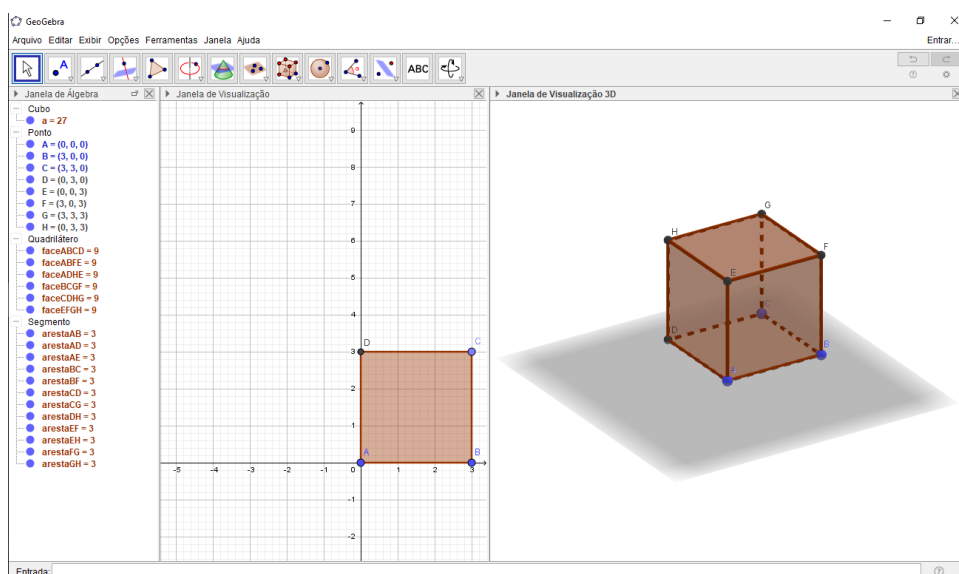 GeoGebra
Arquivo Editar Exibir Opções Ferramentas Janela Ajuda
Entrar...
ABC
Janela de Álgebra
Cubo
a = 27
Ponto
A = (0, 0, 0)
B = (3, 0, 0)
C = (3, 3, 0)
D = (0, 3, 0)
E = (0, 0, 3)
F = (3, 0, 3)
G = (3, 3, 3)
H = (0, 3, 3)
Quadrilátero
faceABCD = 9
faceABFE = 9
faceADHE = 9
faceBCGF = 9
faceCDHG = 9
faceEFGH = 9
Segmento
arestaAB = 3
arestaAD = 3
arestaAE = 3
arestaBC = 3
arestaBF = 3
arestaCD = 3
arestaCG = 3
arestaDH = 3
arestaEF = 3
arestaEH = 3
arestaFG = 3
arestaGH = 3
Janela de Visualização
9
8
7
6
5
4
3
D
C
2
1
A
B
-5 -4 -3 -2 -1 0 1 2 3
-1
-2
Janela de Visualização 3D
G
H
F
E
C
D
B
A
Entrada: